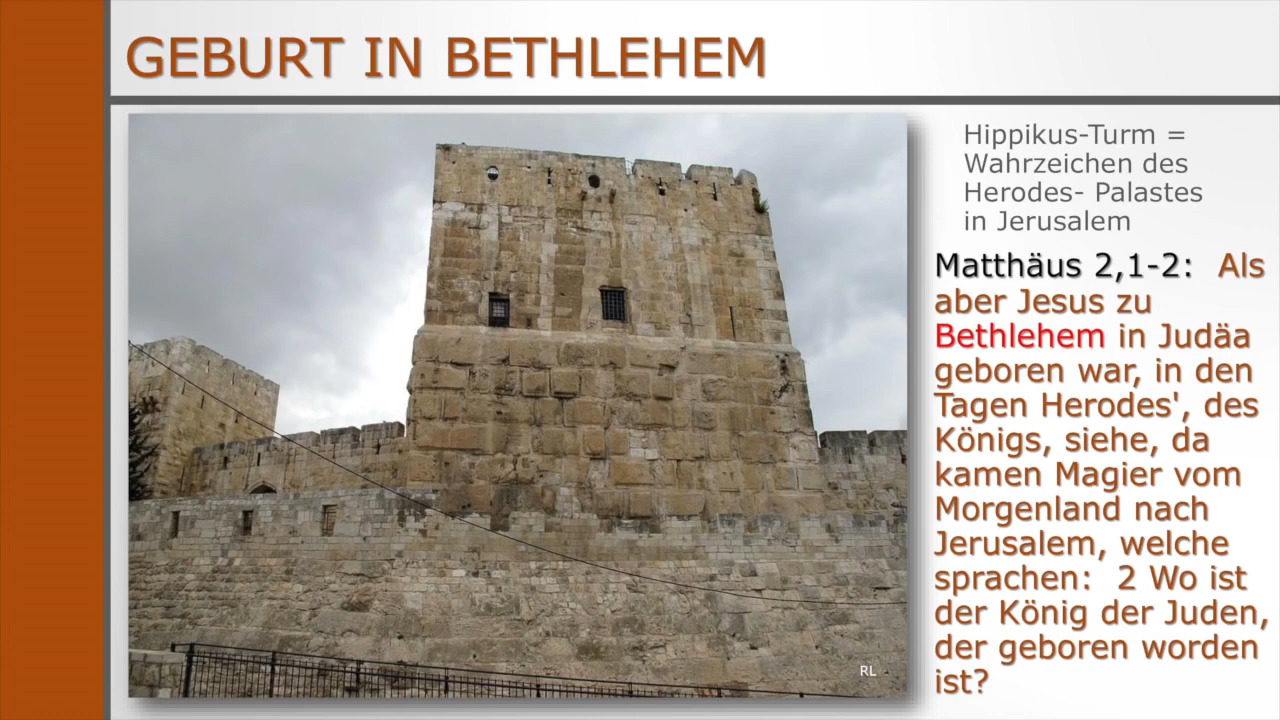 GEBURT IN BETHLEHEM
Hippikus-Turm =
Wahrzeichen des
Herodes- Palastes
in Jerusalem
Matthäus 2,1-2:  Als
aber Jesus zu
Bethlehem in Judäa
geboren war, in den
Tagen Herodes', des
Königs, siehe, da
kamen Magier vom
Morgenland nach
Jerusalem, welche
sprachen:  2 Wo ist
der König der Juden,
der geboren worden
ist?
RL